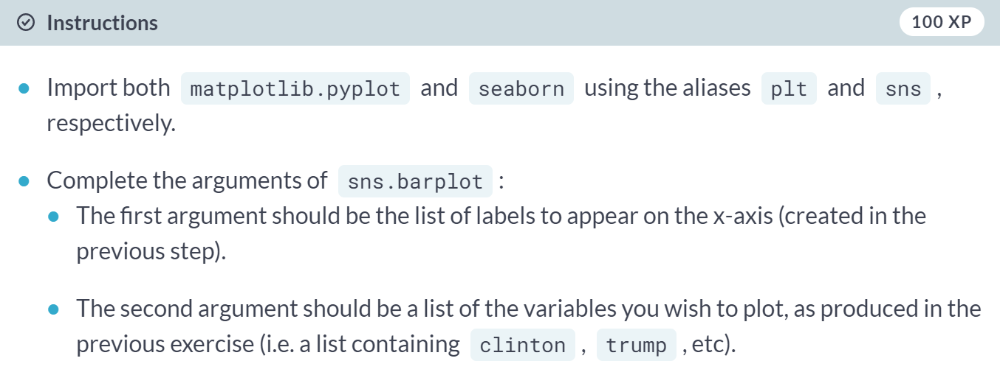 Instructions 100 XP
Import both matplotlib.pyplot and seaborn using the aliases plt and sns ,
respectively.
Complete the arguments of sns.barplot :
The first argument should be the list of labels to appear on the x-axis (created in the
previous step).
The second argument should be a list of the variables you wish to plot, as produced in the
previous exercise (i.e. a list containing clinton , trump , etc).